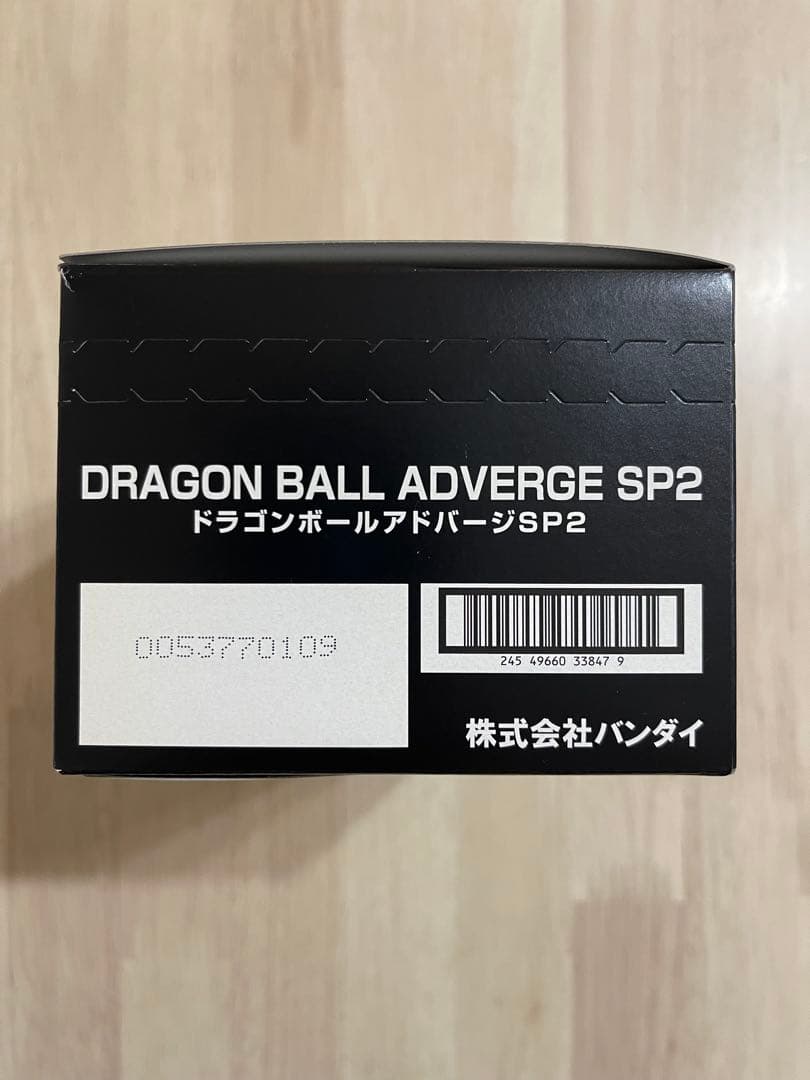 DRAGON BALL ADVERGE SP2
ドラゴンボールアドバージSP2
0053770109
245 49660 33847 9
株式会社バンダイ